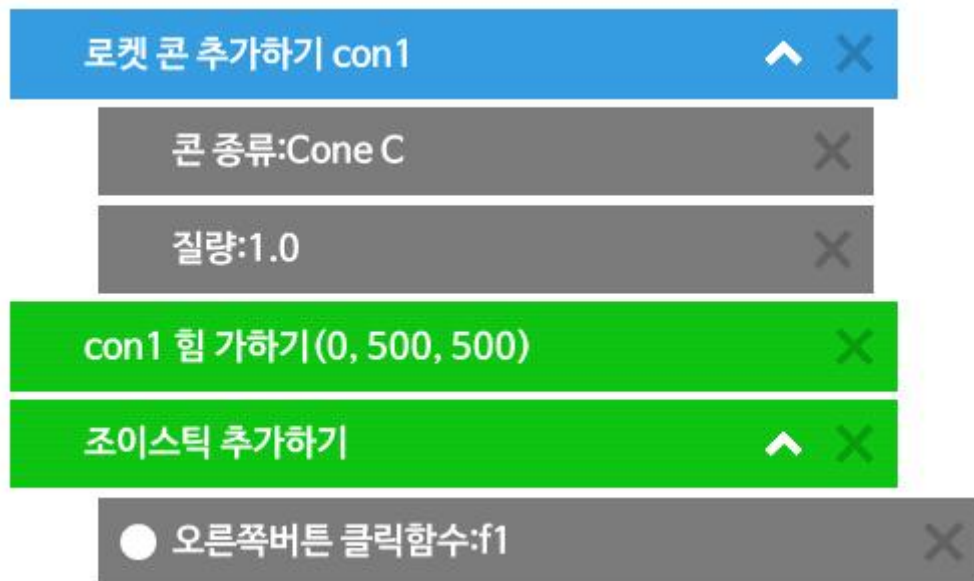 로켓 콘 추가하기 con1
콘 종류:Cone C
질량:1.0
con1 힘 가하기(0, 500, 500)
조이스틱 추가하기
오른쪽버튼 클릭함수:f1